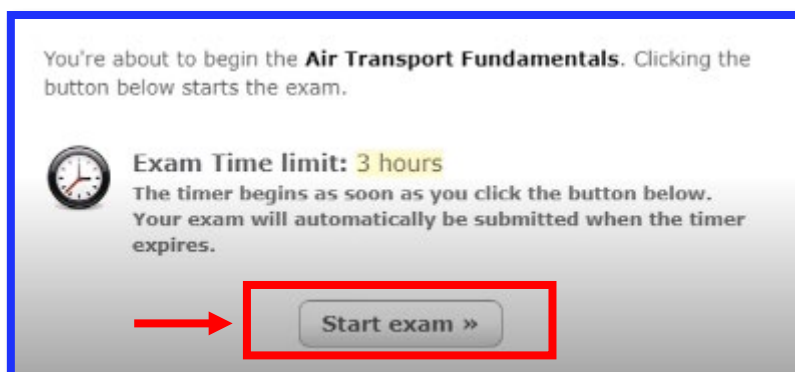 You're about to begin the Air Transport Fundamentals. Clicking the
button below starts the exam.
Exam Time limit: 3 hours
The timer begins as soon as you click the button below.
Your exam will automatically be submitted when the timer
expires.
Start exam »